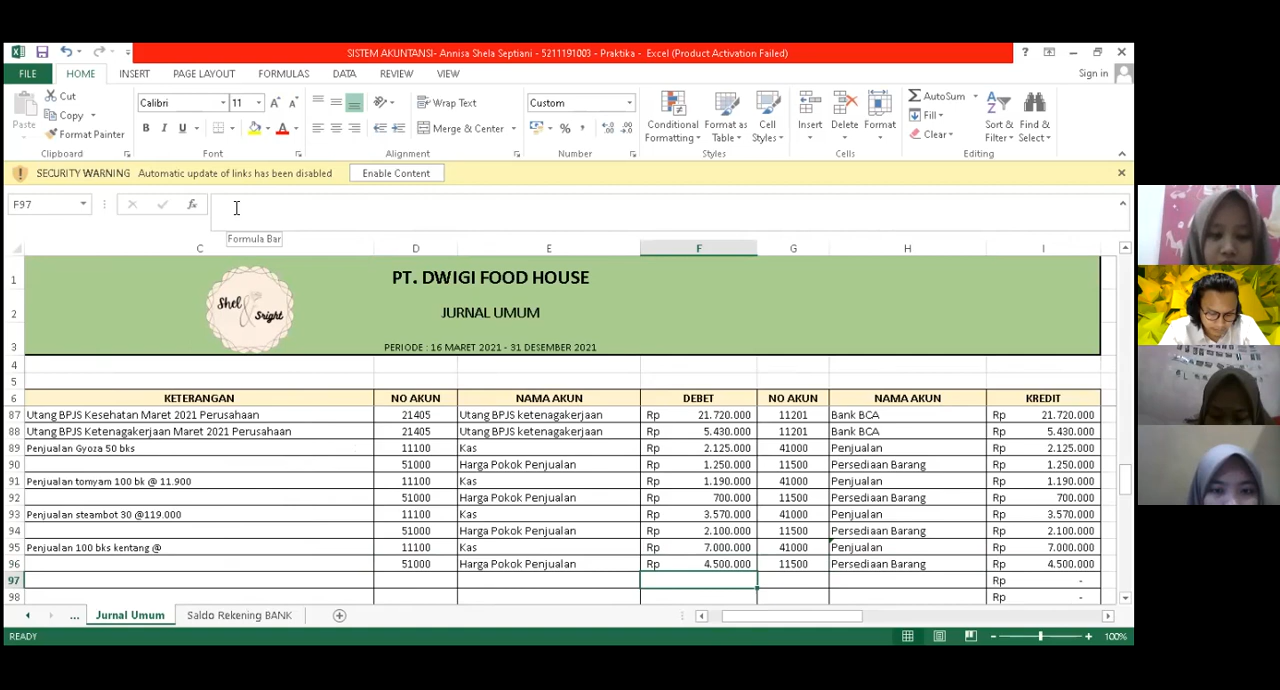 SISTEM AKUNTANSI- Annisa Shela Septiani - 5211191003 - Praktika - Excel (Product Activation Failed)
FILE HOME INSERT PAGE LAYOUT FORMULAS DATA REVIEW VIEW Sign in
Paste Cut Copy Format Painter
Calibri 11
Wrap Text
Merge & Center
Custom
Conditional Formatting Format as Table Cell Styles
Insert Delete Format
AutoSum Fill Clear
Sort & Filter Find & Select
Clipboard Font Alignment Number Styles Cells Editing
SECURITY WARNING Automatic update of links has been disabled Enable Content
F97 fx
Formula Bar
C D E F G H I
1 PT. DWIGI FOOD HOUSE
Shel & Sright
2 JURNAL UMUM
3 PERIODE : 16 MARET 2021 - 31 DESEMBER 2021
4
5
6 KETERANGAN NO AKUN NAMA AKUN DEBET NO AKUN NAMA AKUN KREDIT
87 Utang BPJS Kesehatan Maret 2021 Perusahaan 21405 Utang BPJS ketenagakerjaan Rp 21.720.000 11201 Bank BCA Rp 21.720.000
88 Utang BPJS Ketenagakerjaan Maret 2021 Perusahaan 21405 Utang BPJS ketenagakerjaan Rp 5.430.000 11201 Bank BCA Rp 5.430.000
89 Penjualan Gyoza 50 bks 11100 Kas Rp 2.125.000 41000 Penjualan Rp 2.125.000
90 51000 Harga Pokok Penjualan Rp 1.250.000 11500 Persediaan Barang Rp 1.250.000
91 Penjualan tomyam 100 bk @ 11.900 11100 Kas Rp 1.190.000 41000 Penjualan Rp 1.190.000
92 51000 Harga Pokok Penjualan Rp 700.000 11500 Persediaan Barang Rp 700.000
93 Penjualan steambot 30 @119.000 11100 Kas Rp 3.570.000 41000 Penjualan Rp 3.570.000
94 51000 Harga Pokok Penjualan Rp 2.100.000 11500 Persediaan Barang Rp 2.100.000
95 Penjualan 100 bks kentang @ 11100 Kas Rp 7.000.000 41000 Penjualan Rp 7.000.000
96 51000 Harga Pokok Penjualan Rp 4.500.000 11500 Persediaan Barang Rp 4.500.000
97 Rp -
98 Rp -
... Jurnal Umum Saldo Rekening BANK
READY 100%